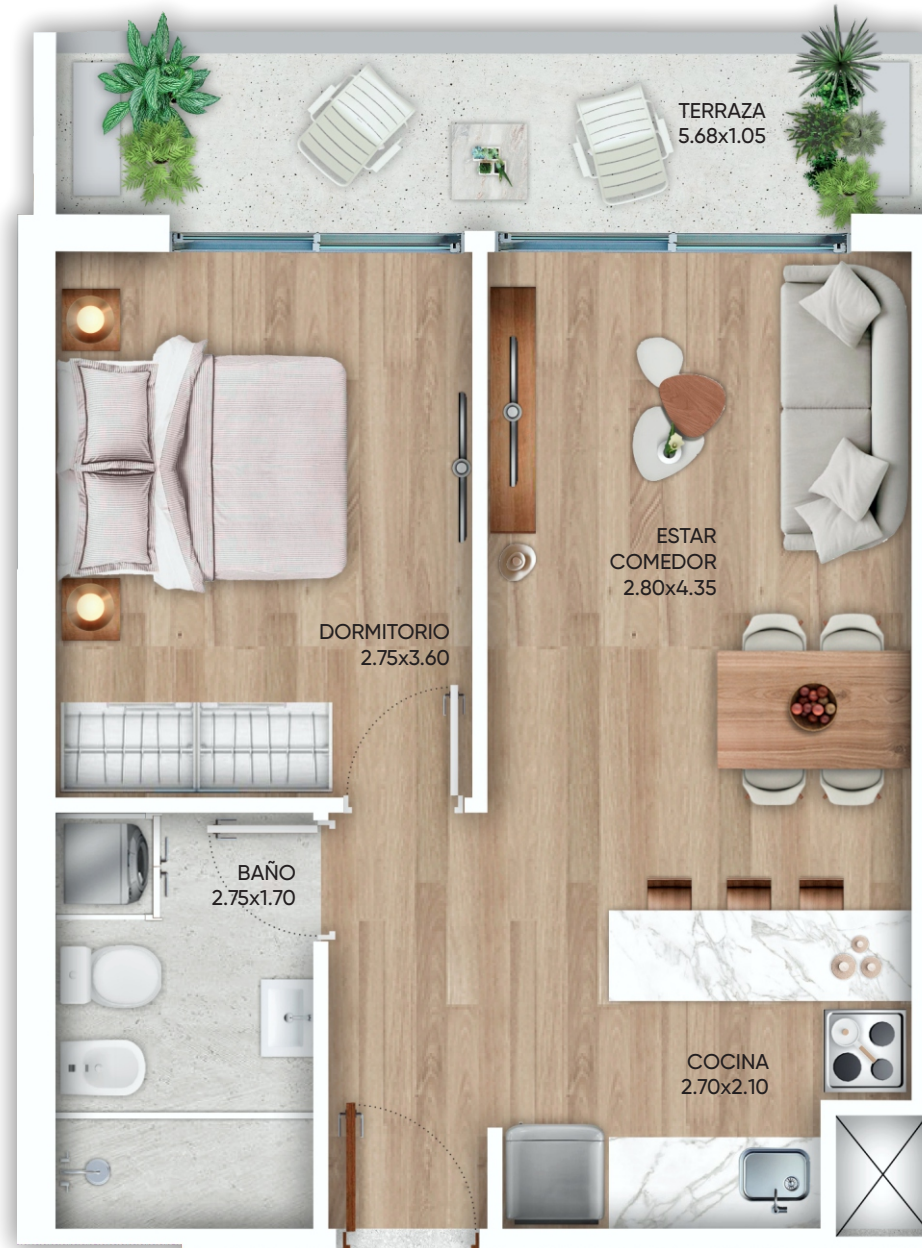 TERRAZA
5.68x1.05
ESTAR
COMEDOR
2.80x4.35
DORMITORIO
2.75x3.60
BAÑO
2.75x1.70
COCINA
2.70x2.10